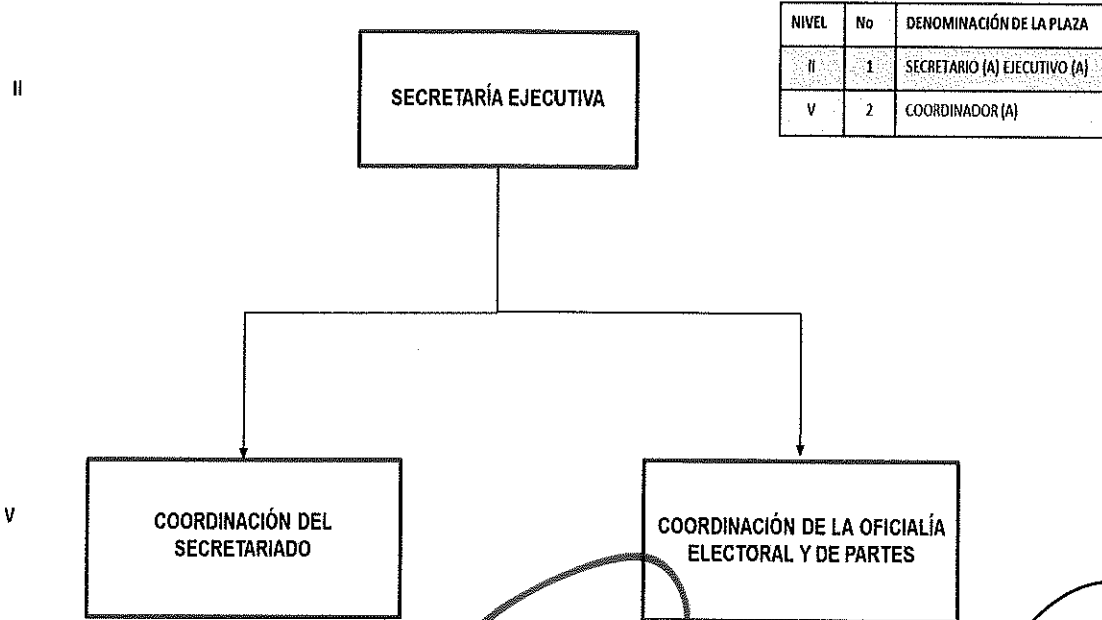 NIVEL No DENOMINACIÓN DE LA PLAZA
II 1 SECRETARIO (A) EJECUTIVO (A)
V 2 COORDINADOR (A)
II
SECRETARÍA EJECUTIVA
V
COORDINACIÓN DEL
SECRETARIADO
COORDINACIÓN DE LA OFICIALÍA
ELECTORAL Y DE PARTES